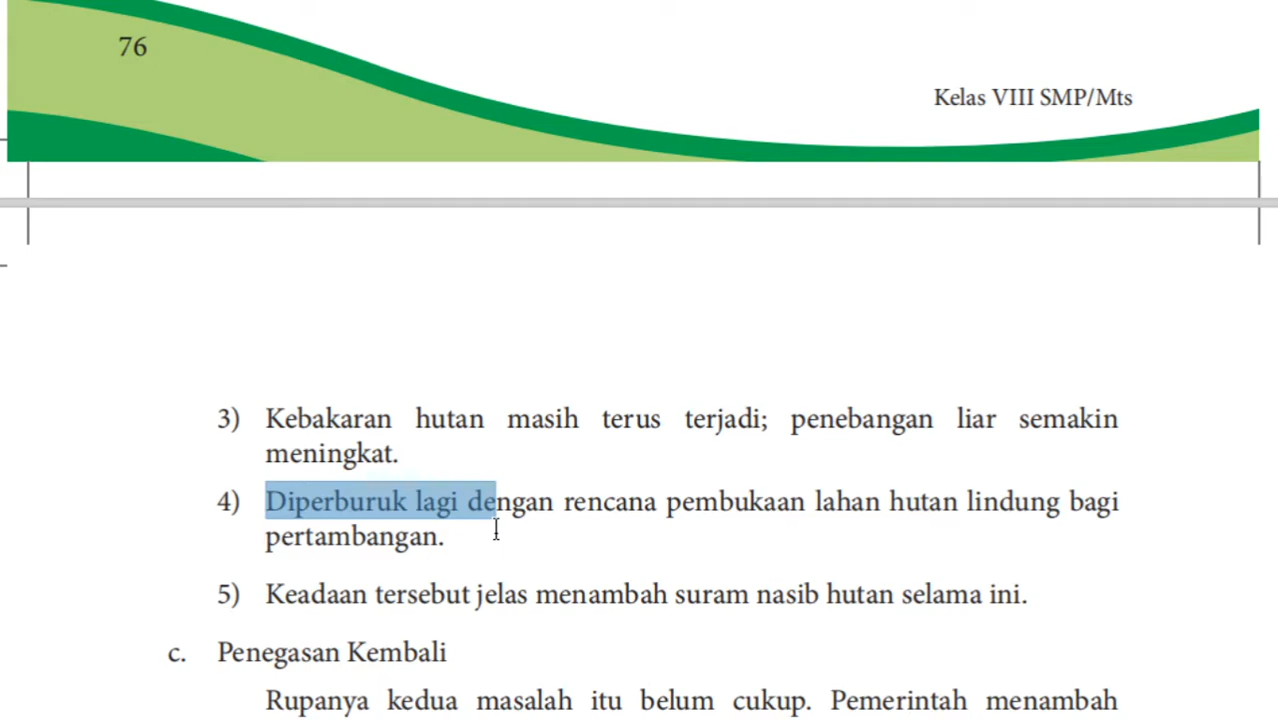 76
Kelas VIII SMP/Mts
3) Kebakaran hutan masih terus terjadi; penebangan liar semakin
meningkat.
4) Diperburuk lagi dengan rencana pembukaan lahan hutan lindung bagi
pertambangan.
5) Keadaan tersebut jelas menambah suram nasib hutan selama ini.
c. Penegasan Kembali
Rupanya kedua masalah itu belum cukup. Pemerintah menambah